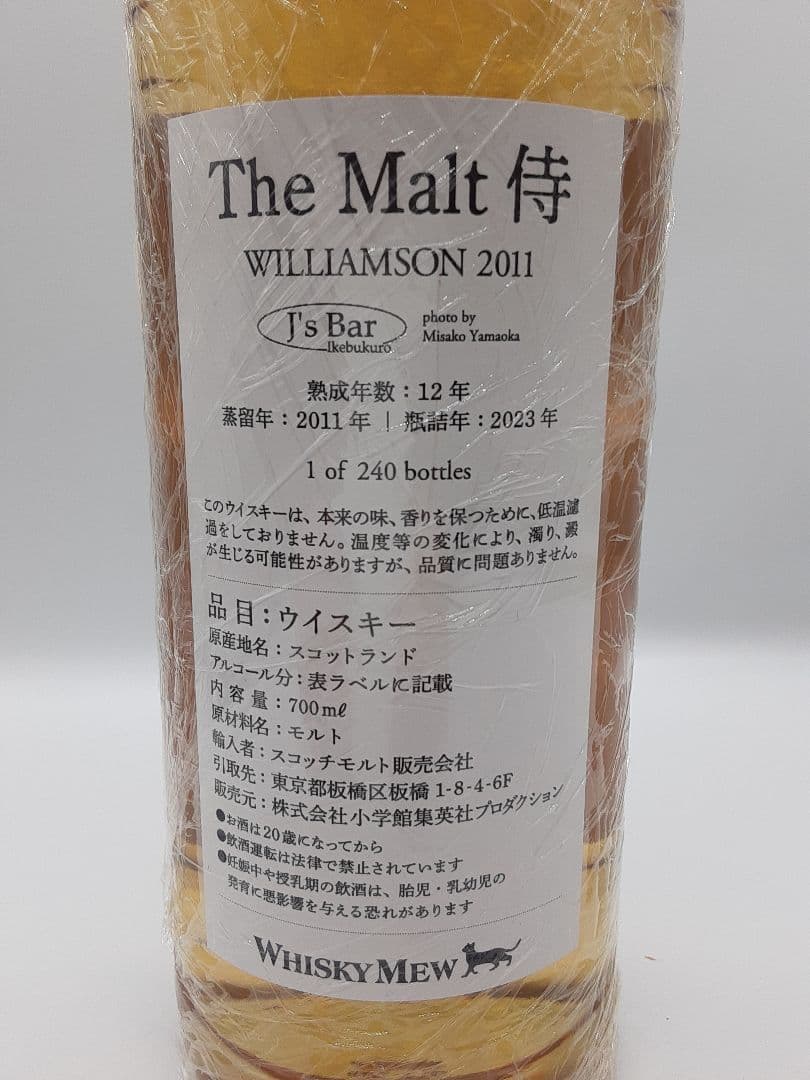 The Malt 侍
WILLIAMSON 2011
J's Bar
Ikebukuro
photo by
Misako Yamaoka
熟成年数：12年
蒸留年：2011年 | 瓶詰年：2023年
1 of 240 bottles
このウイスキーは、本来の味、香りを保つために、低温濾
過をしておりません。温度等の変化により、濁り、澱
が生じる可能性がありますが、品質に問題ありません。
品目：ウイスキー
原産地名：スコットランド
アルコール分：表ラベルに記載
内容量：700mℓ
原材料名：モルト
輸入者：スコッチモルト販売会社
引取先：東京都板橋区板橋1-8-4-6F
販売元：株式会社小学館集英社プロダクション
●お酒は20歳になってから
●飲酒運転は法律で禁止されています
●妊娠中や授乳期の飲酒は、胎児・乳幼児の
発育に悪影響を与える恐れがあります
WHISKY MEW